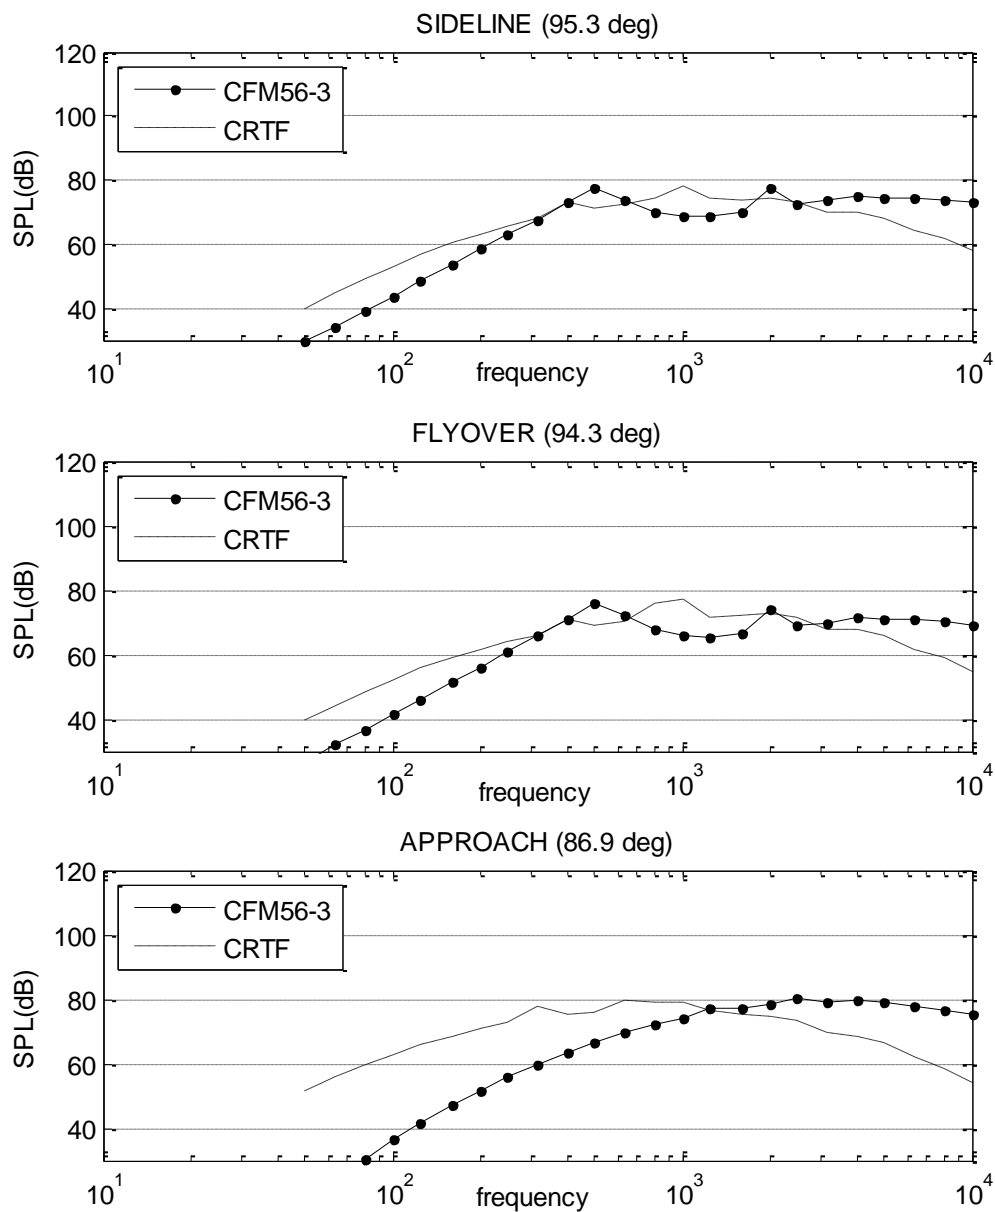 SIDELINE (95.3 deg)
120
100
80
60
40
SPL(dB)
CFM56-3
CRTF
10^1 10^2 10^3 10^4
frequency
FLYOVER (94.3 deg)
120
100
80
60
40
SPL(dB)
CFM56-3
CRTF
10^1 10^2 10^3 10^4
frequency
APPROACH (86.9 deg)
120
100
80
60
40
SPL(dB)
CFM56-3
CRTF
10^1 10^2 10^3 10^4
frequency